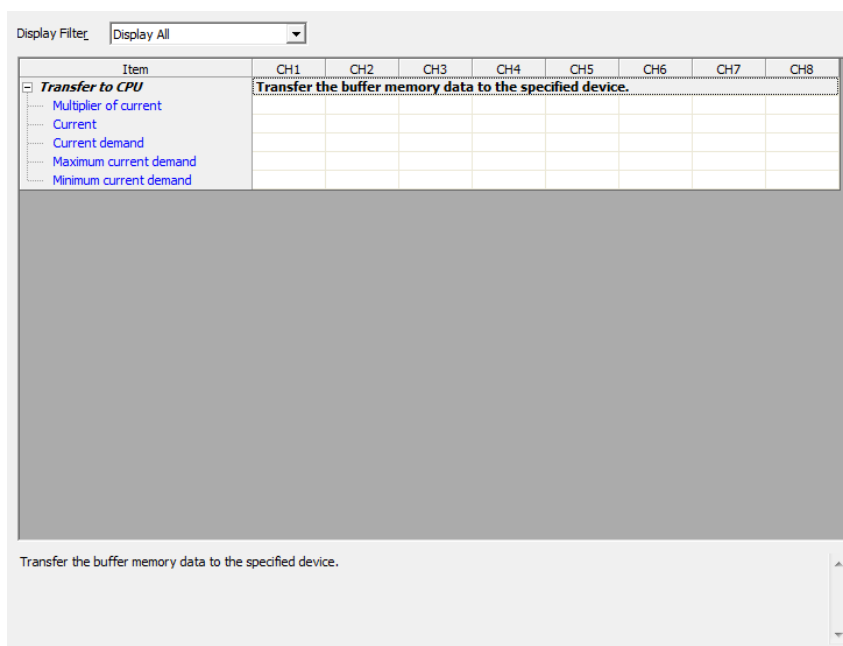 Display Filter Display All
Item CH1 CH2 CH3 CH4 CH5 CH6 CH7 CH8
Transfer to CPU Transfer the buffer memory data to the specified device.
Multiplier of current
Current
Current demand
Maximum current demand
Minimum current demand
Transfer the buffer memory data to the specified device.